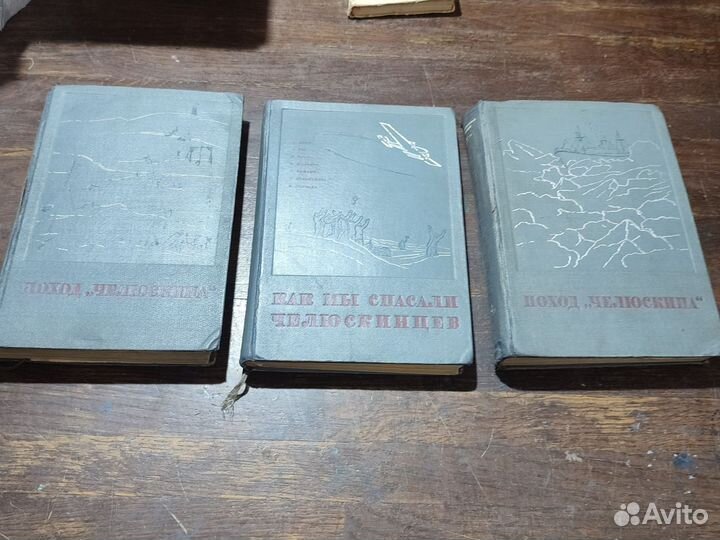 ПОХОД „ЧЕЛЮСКИНА“
КАК МЫ СПАСАЛИ
ЧЕЛЮСКИНЦЕВ
ПОХОД „ЧЕЛЮСКИНА“
Avito